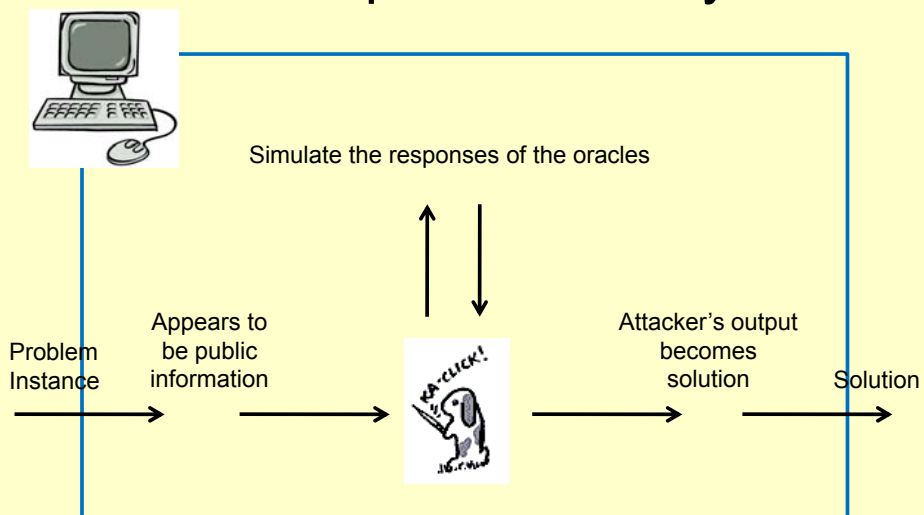 Simulate the responses of the oracles
Problem
Instance
Appears to
be public
information
KA-CLICK!
Attacker's output
becomes
solution
Solution